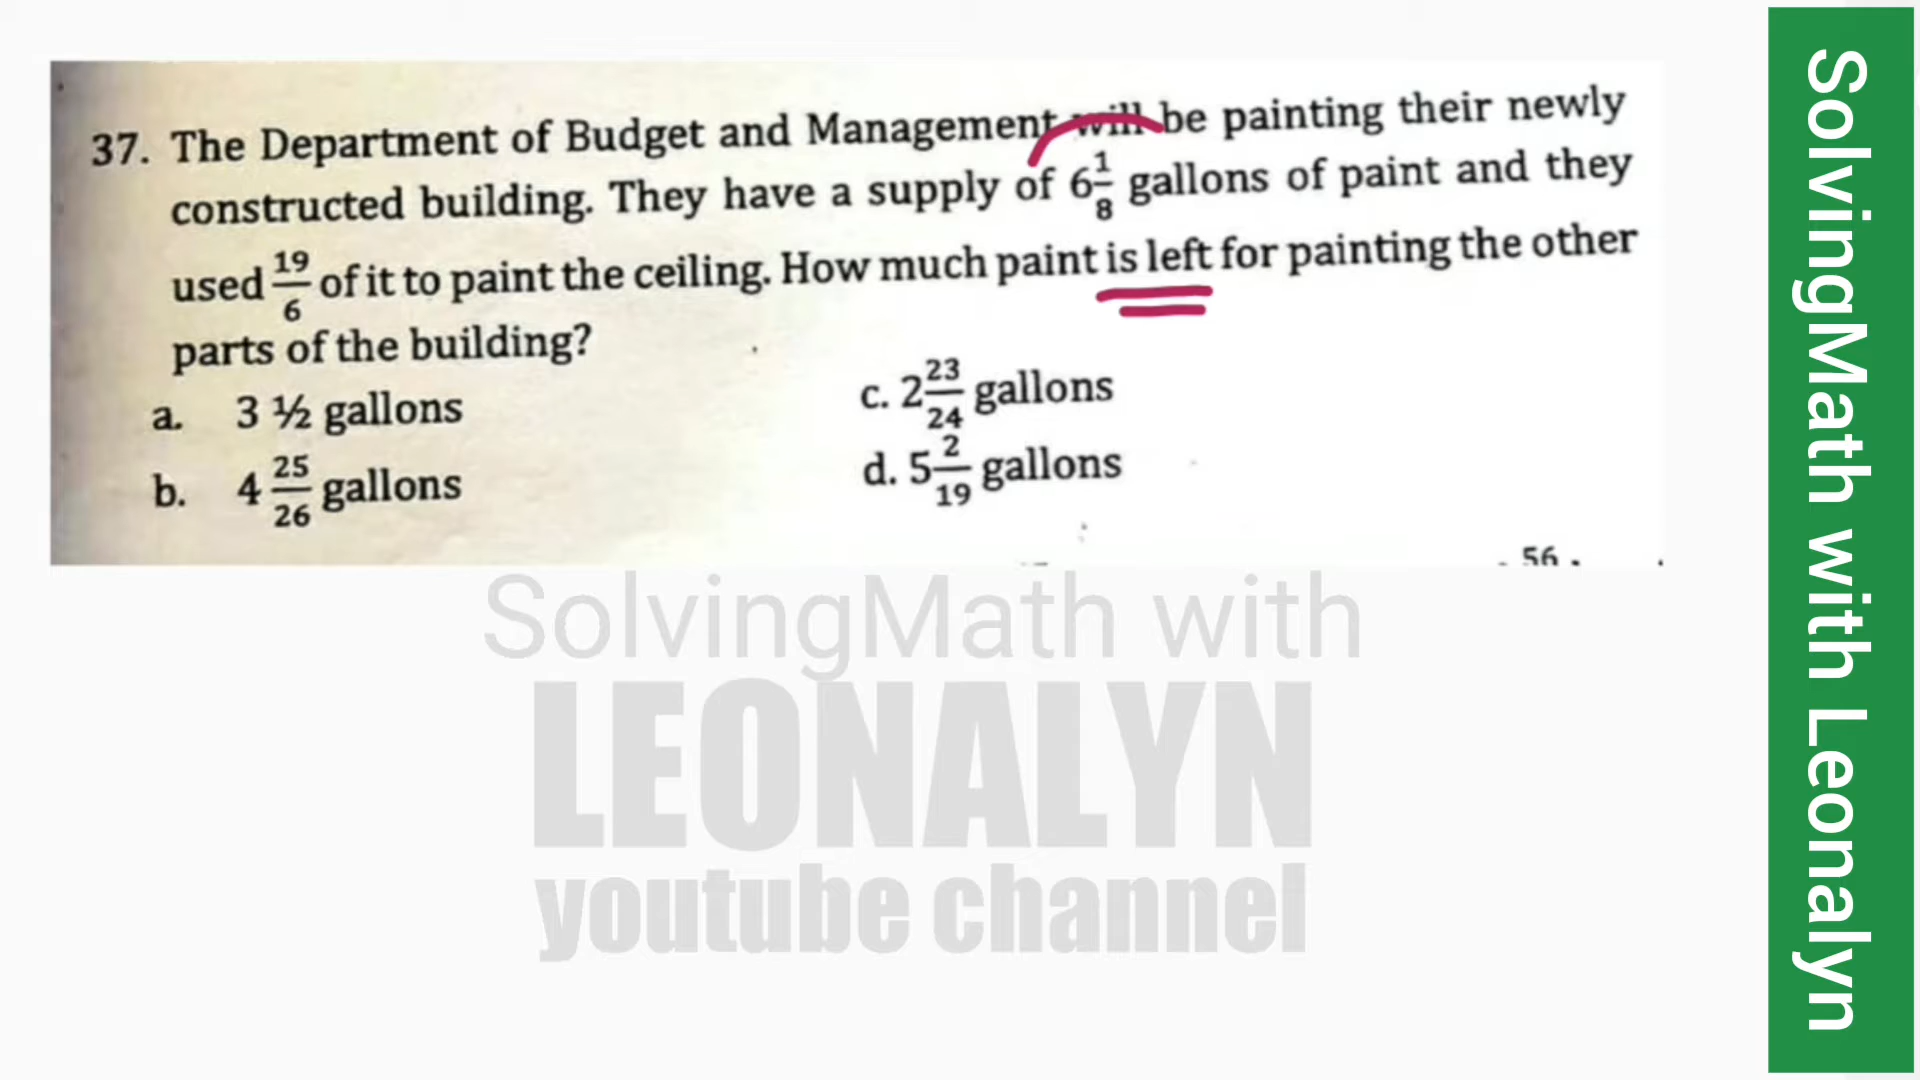 37. The Department of Budget and Management will be painting their newly
constructed building. They have a supply of 6 1/8 gallons of paint and they
used 19/6 of it to paint the ceiling. How much paint is left for painting the other
parts of the building?
a. 3 ½ gallons
b. 4 25/26 gallons
c. 2 23/24 gallons
d. 5 2/19 gallons
56
SolvingMath with
LEONALYN
youtube channel
SolvingMath with Leonalyn